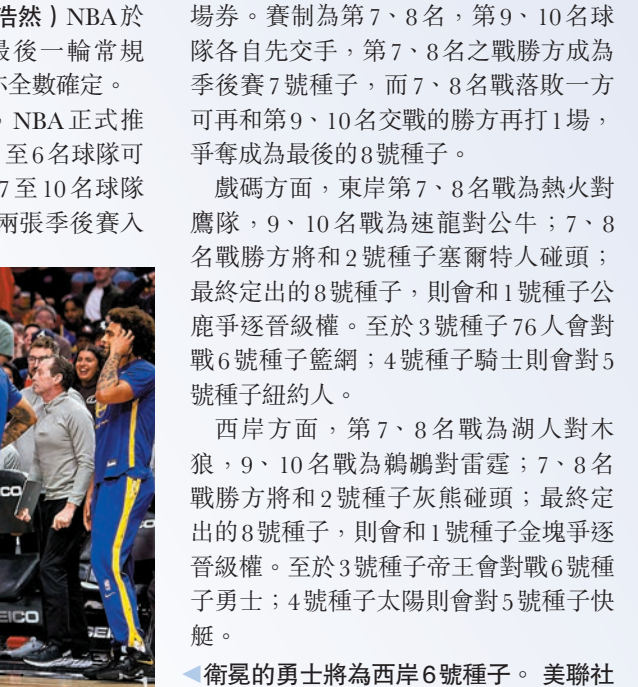 浩然）NBA於
最後一輪常規
亦全數確定。
，NBA正式推
至6名球隊可
7至10名球隊
兩張季後賽入
場券。賽制為第7、8名，第9、10名球
隊各自先交手，第7、8名之戰勝方成為
季後賽7號種子，而7、8名戰落敗一方
可再和第9、10名交戰的勝方再打1場，
爭奪成為最後的8號種子。
戲碼方面，東岸第7、8名戰為熱火對
鷹隊，9、10名戰為速龍對公牛；7、8
名戰勝方將和2號種子塞爾特人碰頭；
最終定出的8號種子，則會和1號種子公
鹿爭逐晉級權。至於3號種子76人會對
戰6號種子籃網；4號種子騎士則會對5
號種子紐約人。
西岸方面，第7、8名戰為湖人對木
狼，9、10名戰為鵜鶘對雷霆；7、8名
戰勝方將和2號種子灰熊碰頭；最終定
出的8號種子，則會和1號種子金塊爭逐
晉級權。至於3號種子帝王會對戰6號種
子勇士；4號種子太陽則會對5號種子快
艇。
◀衛冕的勇士將為西岸6號種子。 美聯社
CO
EICO
GEI